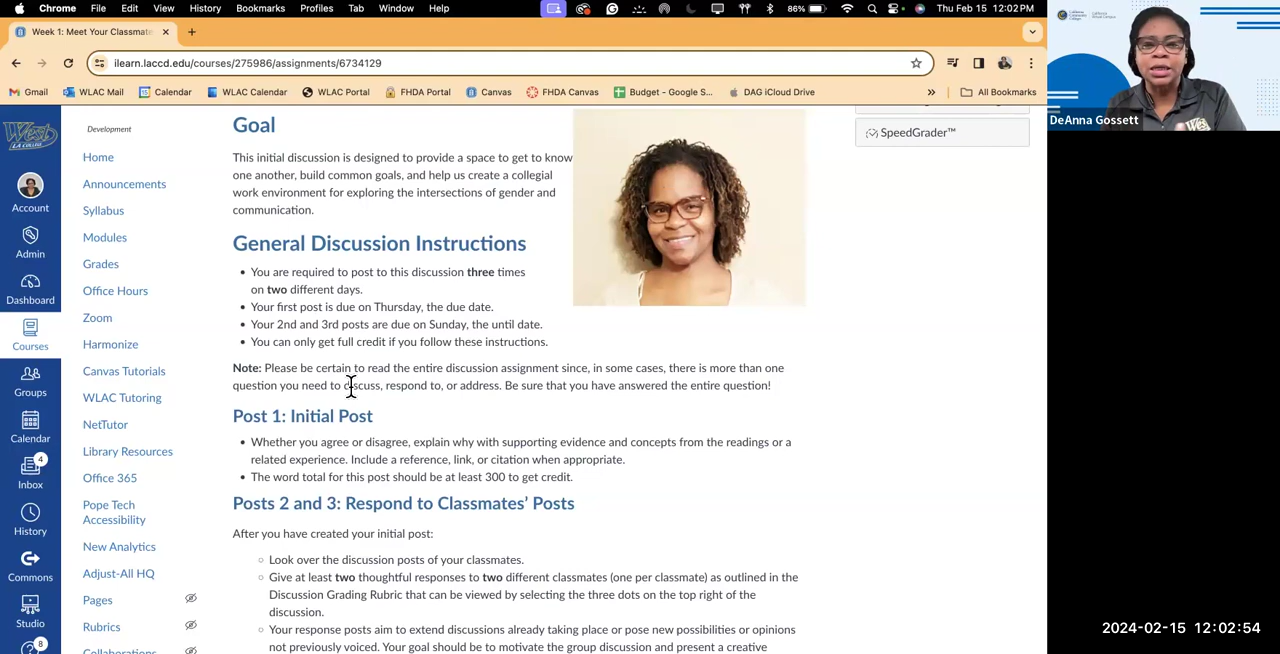 Chrome File Edit View History Bookmarks Profiles Tab Window Help
86% Thu Feb 15 12:02 PM
Week 1: Meet Your Classmate
ilearn.laccd.edu/courses/275986/assignments/6734129
Gmail WLAC Mail Calendar WLAC Calendar WLAC Portal FHDA Portal Canvas FHDA Canvas Budget - Google S... DAG iCloud Drive » All Bookmarks
DeAnna Gossett
West
Account
Admin
Dashboard
Courses
Groups
Calendar
4
Inbox
History
Commons
Studio
8
Development
Home
Announcements
Syllabus
Modules
Grades
Office Hours
Zoom
Harmonize
Canvas Tutorials
WLAC Tutoring
NetTutor
Library Resources
Office 365
Pope Tech
Accessibility
New Analytics
Adjust-All HQ
Pages
Rubrics
Collaborations
Goal
This initial discussion is designed to provide a space to get to know
one another, build common goals, and help us create a collegial
work environment for exploring the intersections of gender and
communication.
General Discussion Instructions
• You are required to post to this discussion three times
on two different days.
• Your first post is due on Thursday, the due date.
• Your 2nd and 3rd posts are due on Sunday, the until date.
• You can only get full credit if you follow these instructions.
Note: Please be certain to read the entire discussion assignment since, in some cases, there is more than one
question you need to discuss, respond to, or address. Be sure that you have answered the entire question!
Post 1: Initial Post
• Whether you agree or disagree, explain why with supporting evidence and concepts from the readings or a
related experience. Include a reference, link, or citation when appropriate.
• The word total for this post should be at least 300 to get credit.
Posts 2 and 3: Respond to Classmates’ Posts
After you have created your initial post:
Look over the discussion posts of your classmates.
Give at least two thoughtful responses to two different classmates (one per classmate) as outlined in the
Discussion Grading Rubric that can be viewed by selecting the three dots on the top right of the
discussion.
Your response posts aim to extend discussions already taking place or pose new possibilities or opinions
not previously voiced. Your goal should be to motivate the group discussion and present a creative
SpeedGrader™
2024-02-15 12:02:54